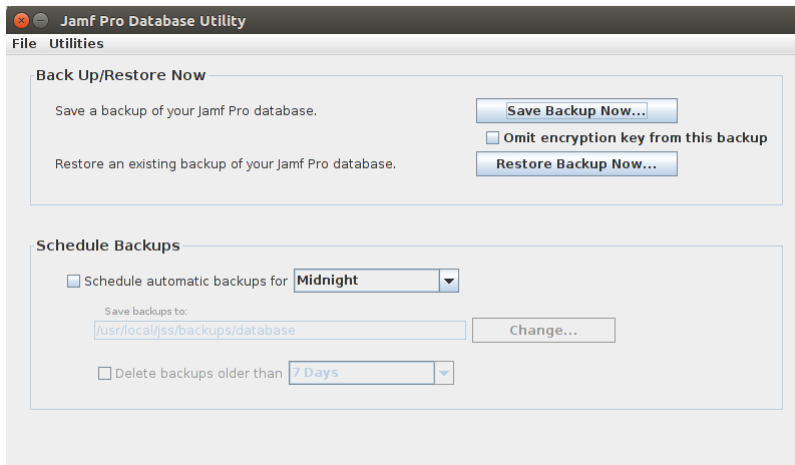 Jamf Pro Database Utility
File Utilities
Back Up/Restore Now
Save a backup of your Jamf Pro database.
Save Backup Now...
Omit encryption key from this backup
Restore an existing backup of your Jamf Pro database.
Restore Backup Now...
Schedule Backups
Schedule automatic backups for Midnight
Save backups to:
/usr/local/jss/backups/database
Change...
Delete backups older than 7 Days